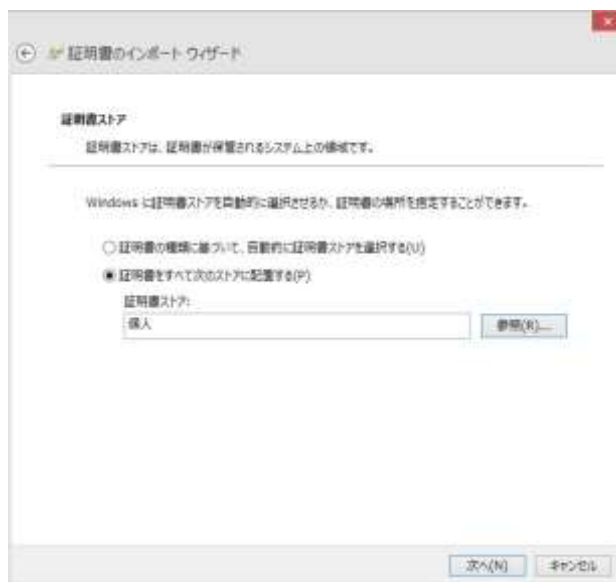 証明書のインポート ウィザード
証明書ストア
証明書ストアは、証明書が保管されるシステム上の領域です。
Windows に証明書ストアを自動的に選択させるか、証明書の場所を指定することができます。
証明書の種類に基づいて、自動的に証明書ストアを選択する(U)
証明書をすべて次のストアに配置する(P)
証明書ストア:
個人
参照(R)...
次へ(N)
キャンセル